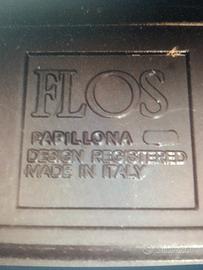 FLOS
PAPILLONA
DESIGN REGISTERED
MADE IN ITALY